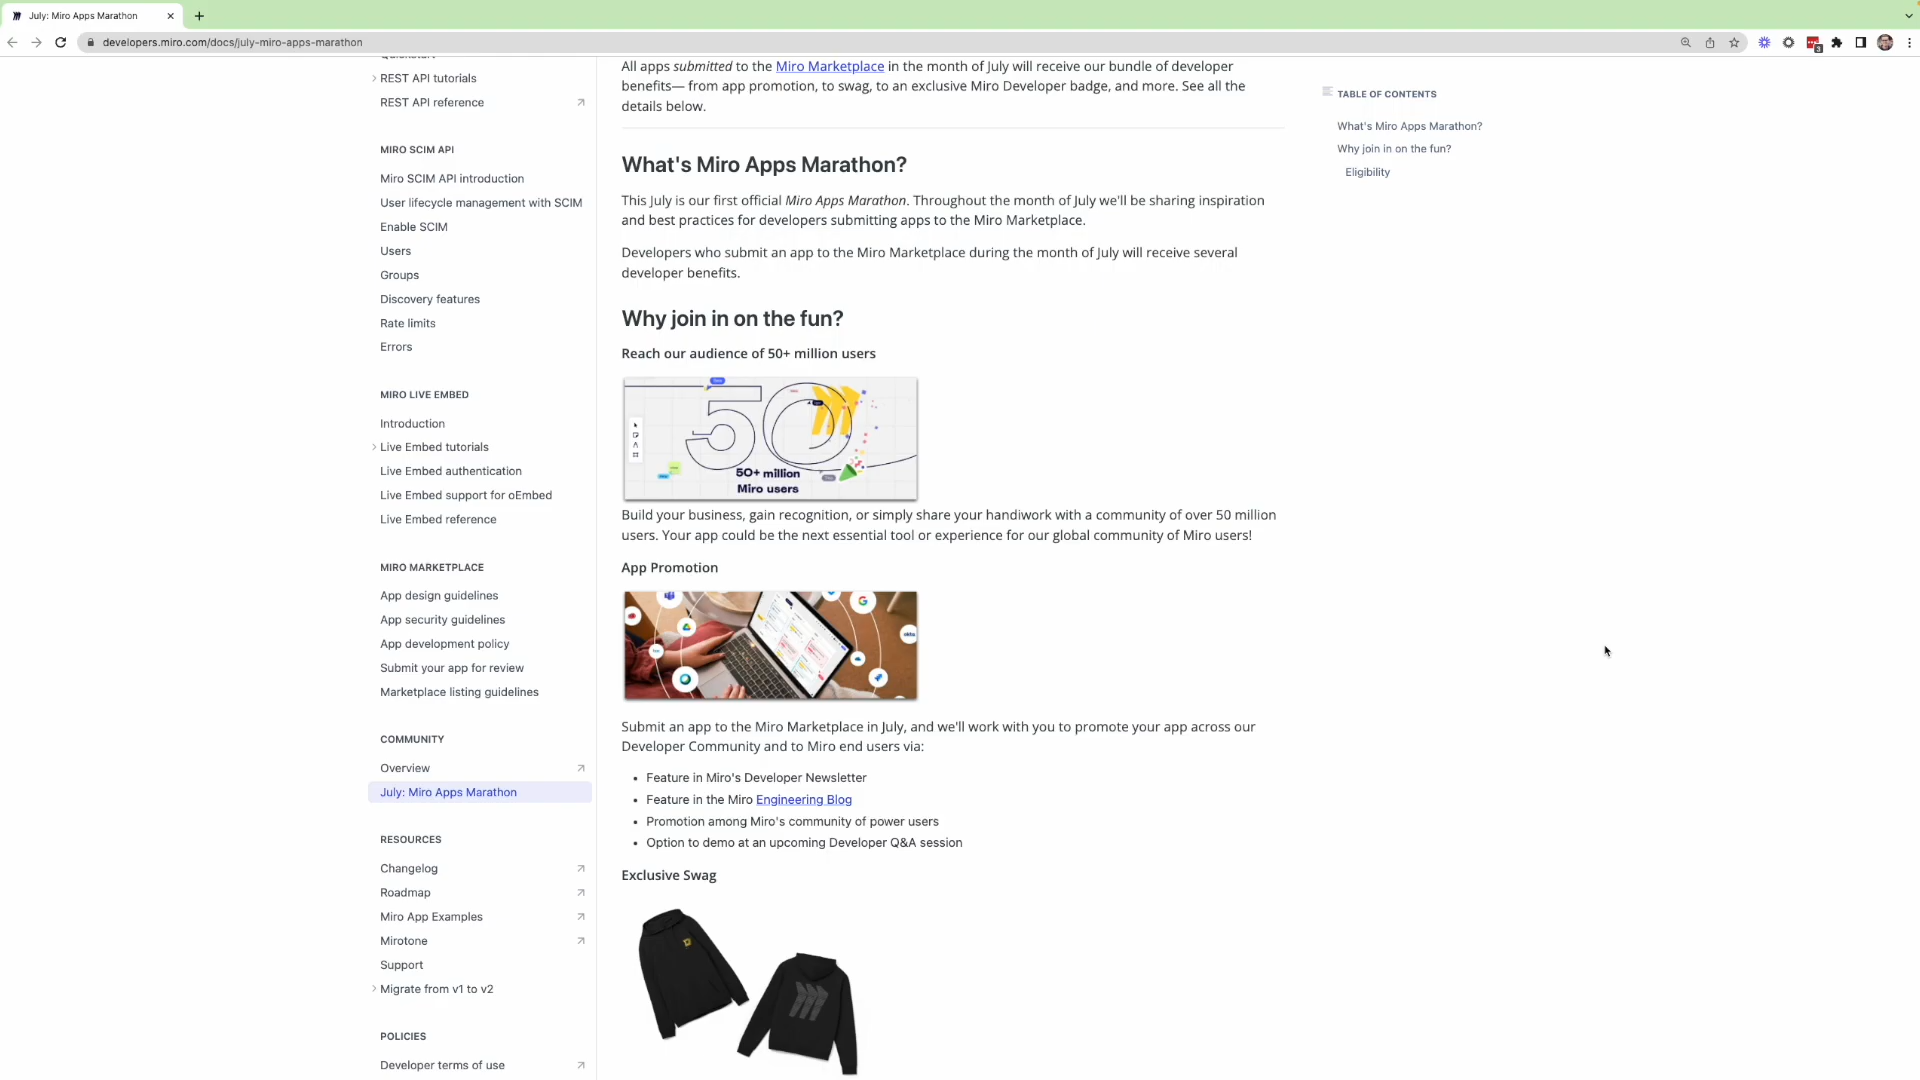 July: Miro Apps Marathon
developers.miro.com/docs/july-miro-apps-marathon
REST API tutorials
REST API reference
MIRO SCIM API
Miro SCIM API introduction
User lifecycle management with SCIM
Enable SCIM
Users
Groups
Discovery features
Rate limits
Errors
MIRO LIVE EMBED
Introduction
Live Embed tutorials
Live Embed authentication
Live Embed support for oEmbed
Live Embed reference
MIRO MARKETPLACE
App design guidelines
App security guidelines
App development policy
Submit your app for review
Marketplace listing guidelines
COMMUNITY
Overview
July: Miro Apps Marathon
RESOURCES
Changelog
Roadmap
Miro App Examples
Mirotone
Support
Migrate from v1 to v2
POLICIES
Developer terms of use
All apps submitted to the Miro Marketplace in the month of July will receive our bundle of developer
benefits— from app promotion, to swag, to an exclusive Miro Developer badge, and more. See all the
details below.
What's Miro Apps Marathon?
This July is our first official Miro Apps Marathon. Throughout the month of July we'll be sharing inspiration
and best practices for developers submitting apps to the Miro Marketplace.
Developers who submit an app to the Miro Marketplace during the month of July will receive several
developer benefits.
Why join in on the fun?
Reach our audience of 50+ million users
50
50+ million
Miro users
Build your business, gain recognition, or simply share your handiwork with a community of over 50 million
users. Your app could be the next essential tool or experience for our global community of Miro users!
App Promotion
okta
Submit an app to the Miro Marketplace in July, and we'll work with you to promote your app across our
Developer Community and to Miro end users via:
Feature in Miro's Developer Newsletter
Feature in the Miro Engineering Blog
Promotion among Miro's community of power users
Option to demo at an upcoming Developer Q&A session
Exclusive Swag
TABLE OF CONTENTS
What's Miro Apps Marathon?
Why join in on the fun?
Eligibility